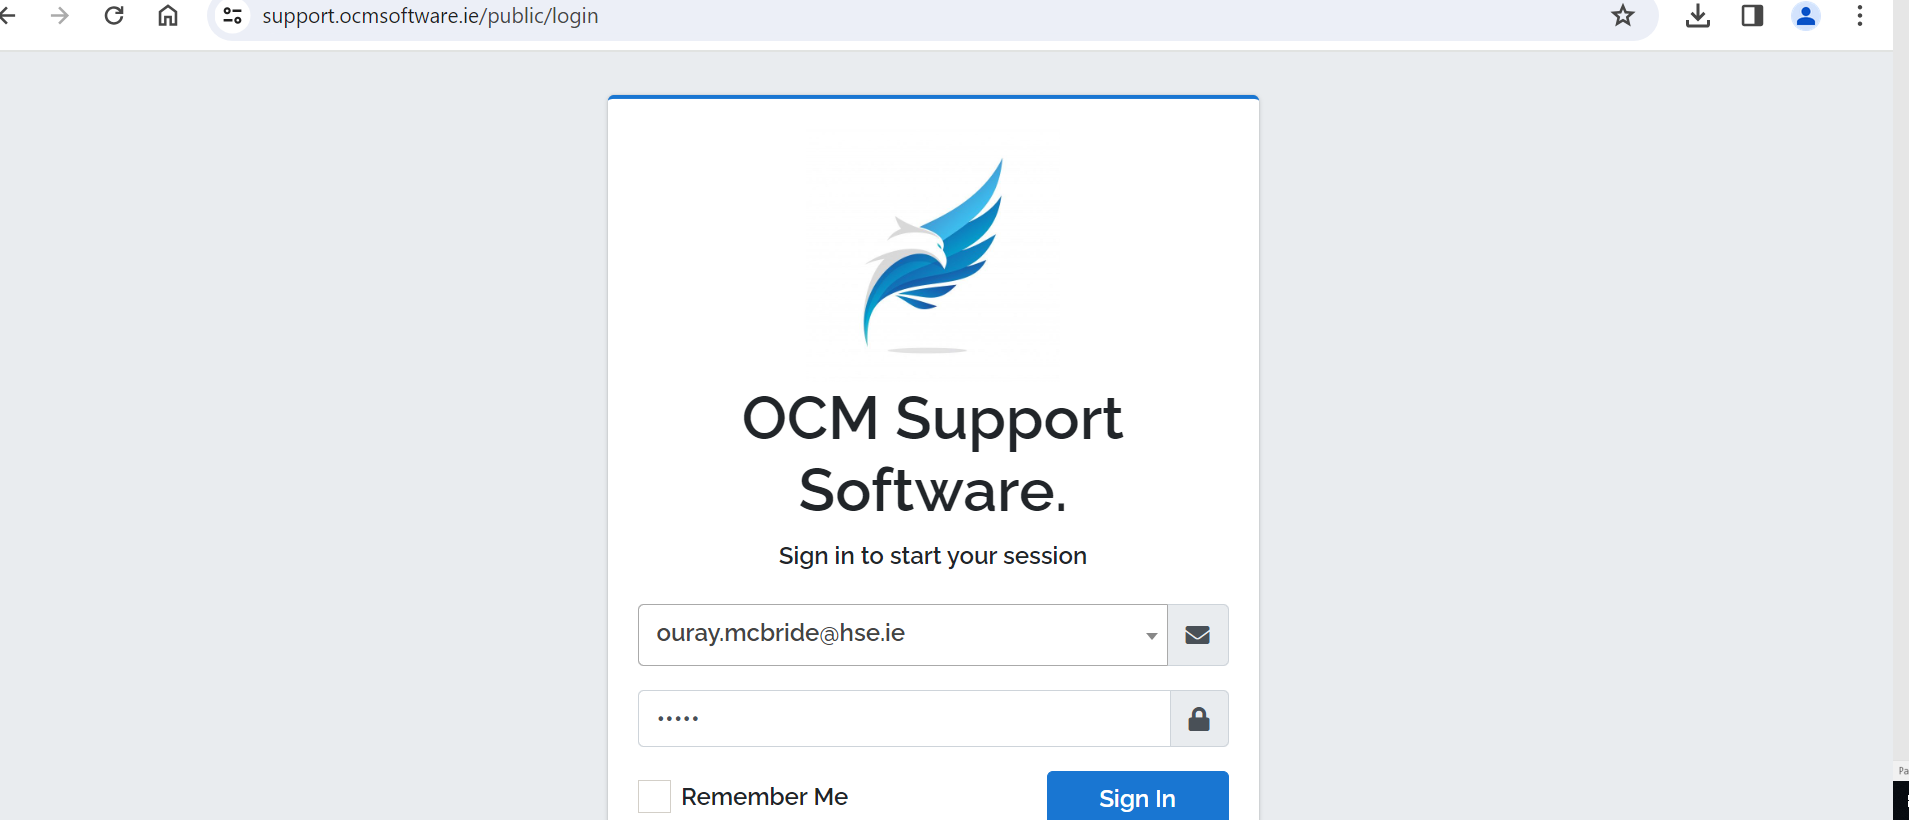 support.ocmsoftware.ie/public/login
OCM Support
Software.
Sign in to start your session
ouray.mcbride@hse.ie
•••••
Remember Me
Sign In
Pa